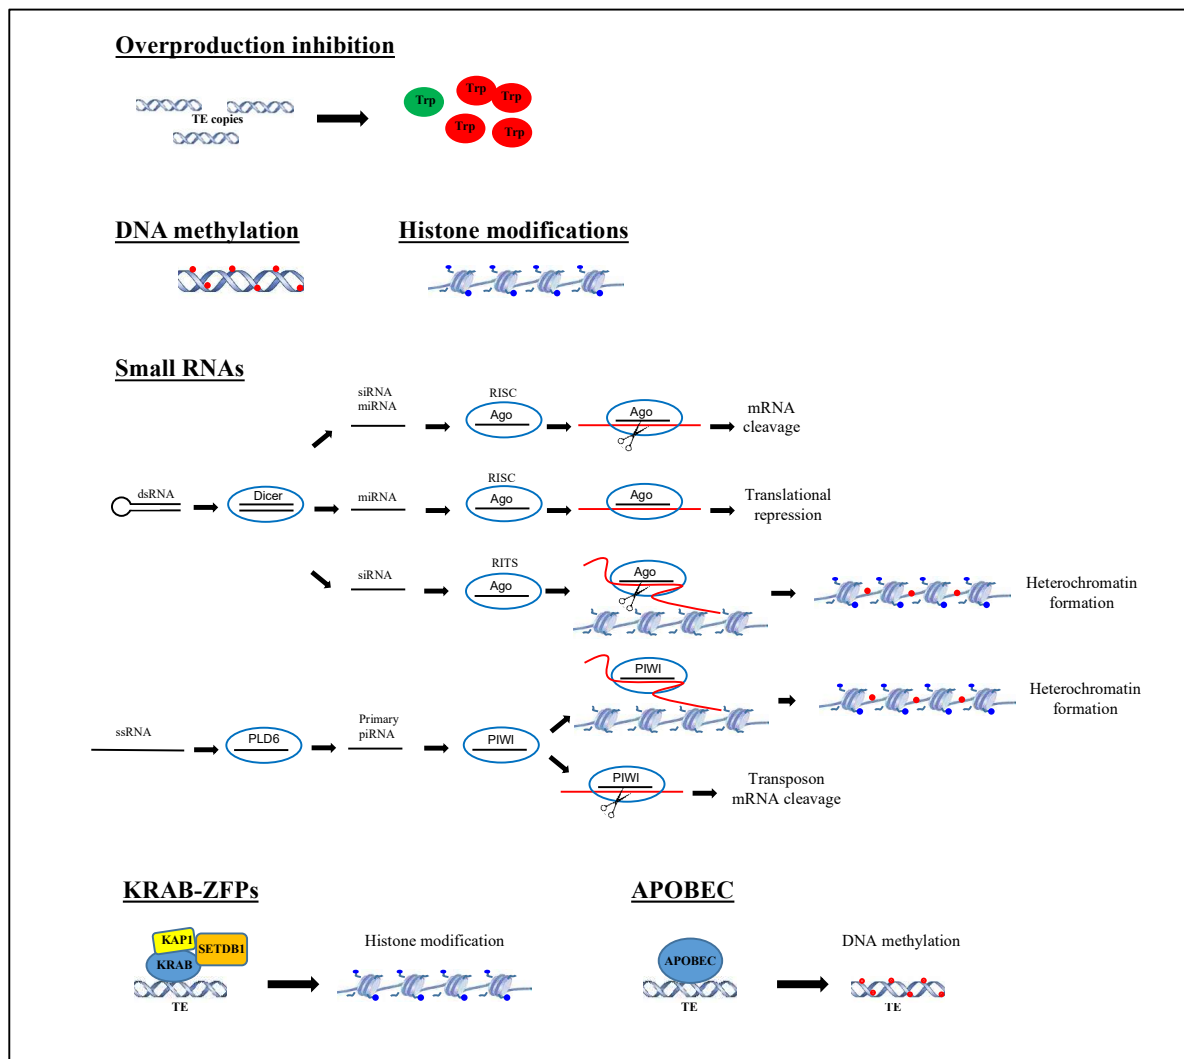 Overproduction inhibition
TE copies
Trp
Trp
Trp
Trp
Trp
DNA methylation
Histone modifications
Small RNAs
siRNA
miRNA
RISC
Ago
Ago
mRNA
cleavage
dsRNA
Dicer
miRNA
RISC
Ago
Ago
Translational
repression
siRNA
RITS
Ago
Ago
Heterochromatin
formation
ssRNA
PLD6
Primary
piRNA
PIWI
PIWI
Heterochromatin
formation
PIWI
Transposon
mRNA cleavage
KRAB-ZFPs
KAP1
SETDB1
KRAB
TE
Histone modification
APOBEC
APOBEC
TE
DNA methylation
TE